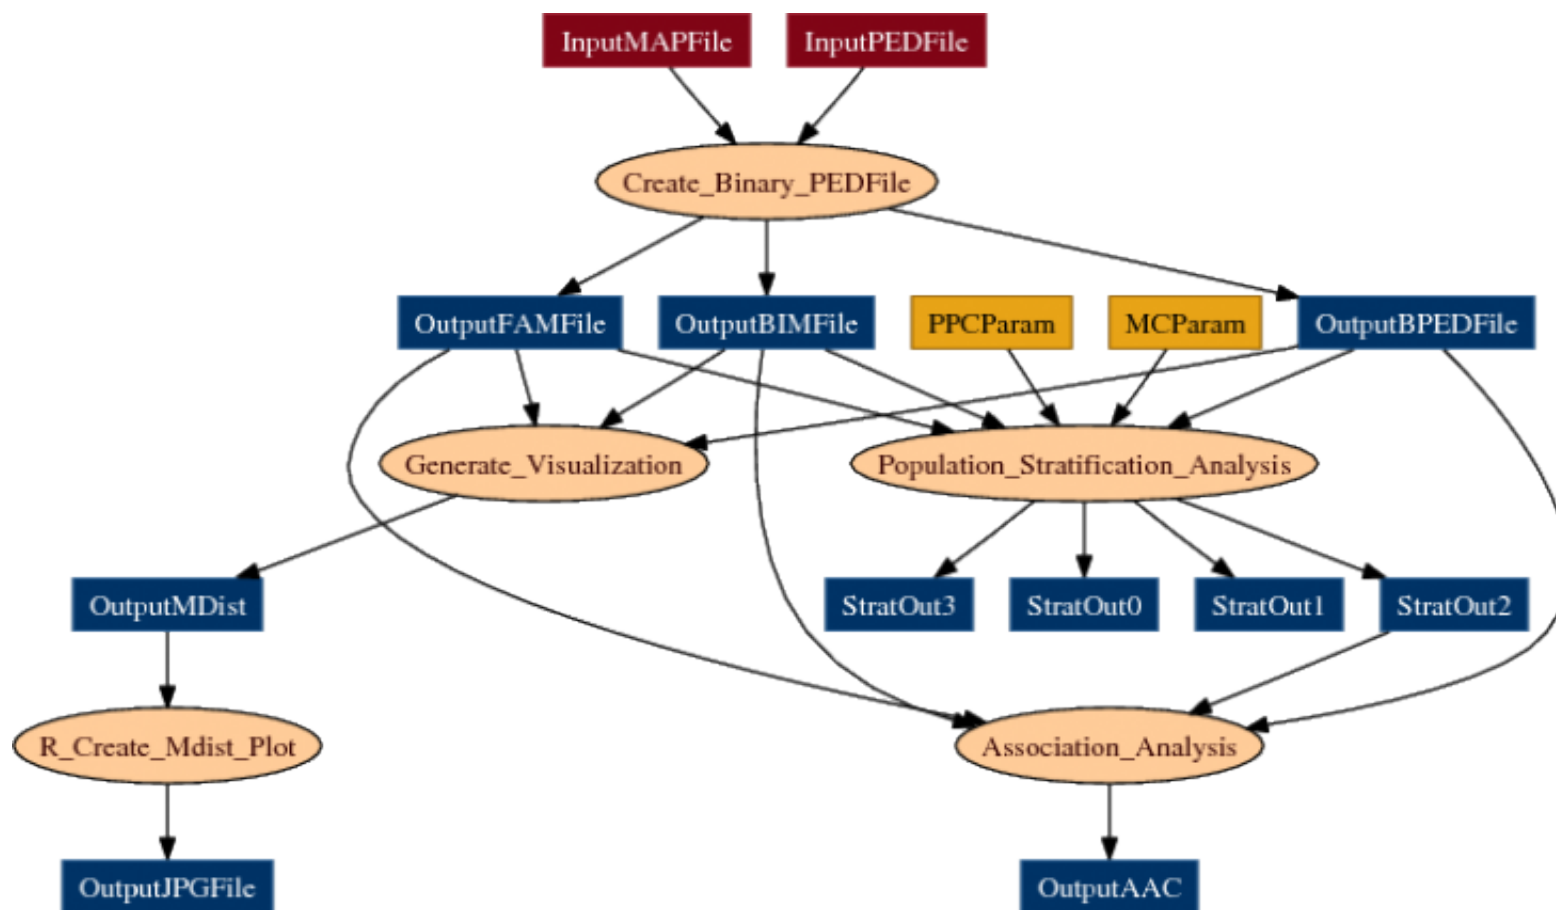 InputMAPFile
InputPEDFile
Create_Binary_PEDFile
OutputFAMFile
OutputBIMFile
PPCParam
MCParam
OutputBPEDFile
Generate_Visualization
Population_Stratification_Analysis
OutputMDist
StratOut3
StratOut0
StratOut1
StratOut2
R_Create_Mdist_Plot
Association_Analysis
OutputJPGFile
OutputAAC